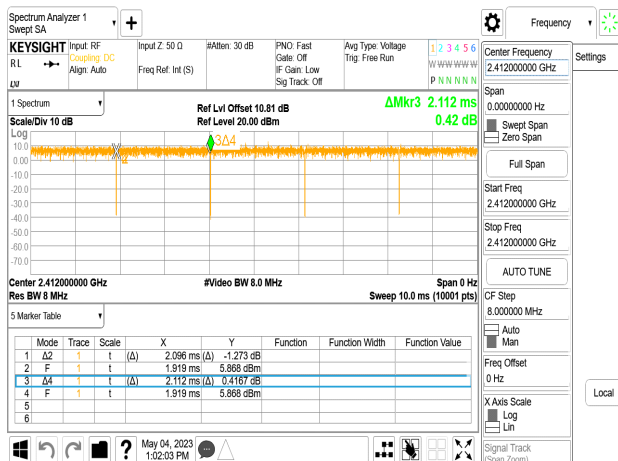 Spectrum Analyzer 1
Swept SA
Frequency
KEYSIGHT
Input: RF
Input Z: 50 Ω
#Atten: 30 dB
PNO: Fast
Avg Type: Voltage
1 2 3 4 5 6
RL
Coupling: DC
Gate: Off
Trig: Free Run
Align: Auto
Freq Ref: Int (S)
IF Gain: Low
W W W W W W
Sig Track: Off
P N N N N N
LXI
1 Spectrum
Ref Lvl Offset 10.81 dB
ΔMkr3 2.112 ms
Scale/Div 10 dB
Ref Level 20.00 dBm
0.42 dB
Log
3Δ4
10.0
0.00
-10.0
-20.0
-30.0
-40.0
-50.0
-60.0
-70.0
Center 2.412000000 GHz
#Video BW 8.0 MHz
Span 0 Hz
Res BW 8 MHz
Sweep 10.0 ms (10001 pts)
5 Marker Table
Mode Trace Scale X Y Function Function Width Function Value
1 Δ2 1 t (Δ) 2.096 ms (Δ) -1.273 dB
2 F 1 t 1.919 ms 5.868 dBm
3 Δ4 1 t (Δ) 2.112 ms (Δ) 0.4167 dB
4 F 1 t 1.919 ms 5.868 dBm
5
6
?
May 04, 2023
1:02:03 PM
Center Frequency
2.412000000 GHz
Settings
Span
0.00000000 Hz
Swept Span
Zero Span
Full Span
Start Freq
2.412000000 GHz
Stop Freq
2.412000000 GHz
AUTO TUNE
CF Step
8.000000 MHz
Auto
Man
Freq Offset
0 Hz
Local
X Axis Scale
Log
Lin
Signal Track
(Span Zoom)